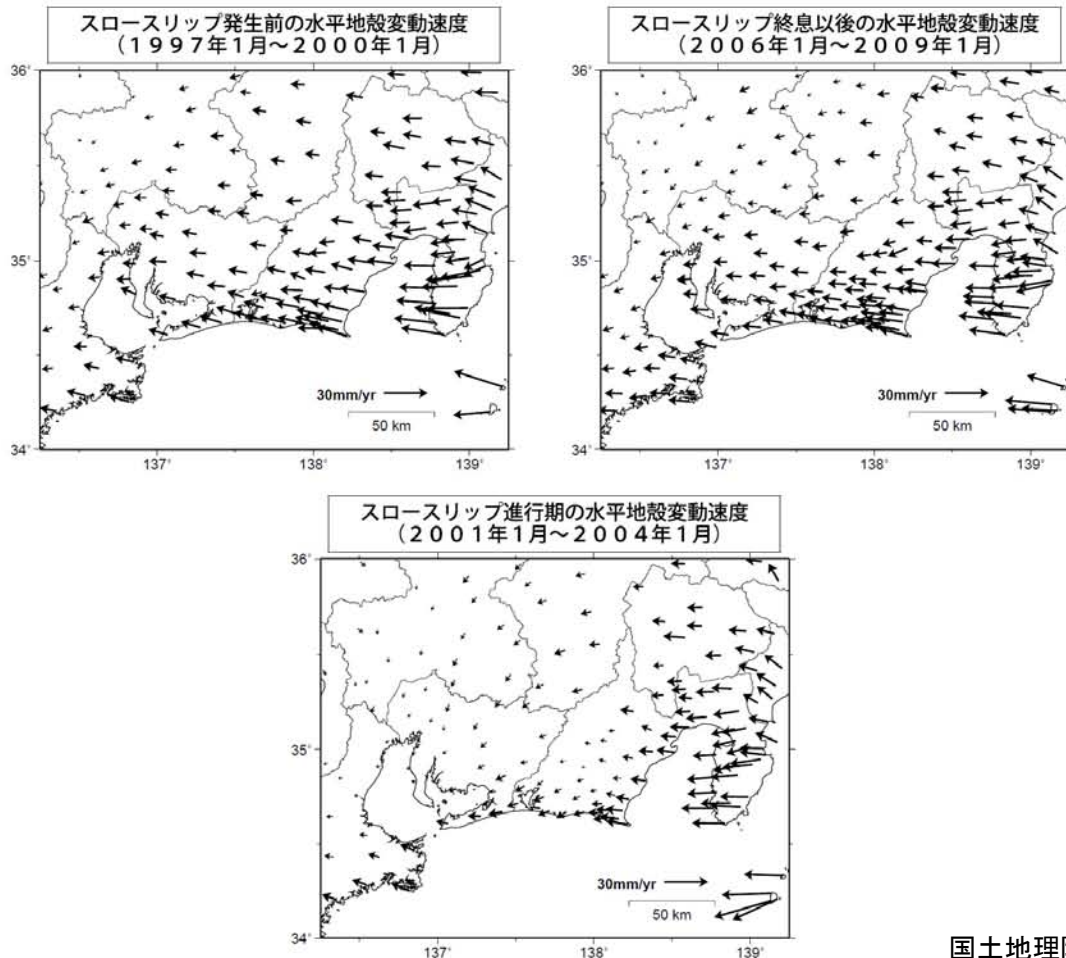 スロースリップ発生前の水平地殻変動速度
（１９９７年１月～２０００年１月）
36°
35°
34°
30mm/yr
50 km
137°
138°
139°
スロースリップ終息以後の水平地殻変動速度
（２００６年１月～２００９年１月）
36°
35°
34°
30mm/yr
50 km
137°
138°
139°
スロースリップ進行期の水平地殻変動速度
（２００１年１月～２００４年１月）
36°
35°
34°
30mm/yr
50 km
137°
138°
139°
国土地理